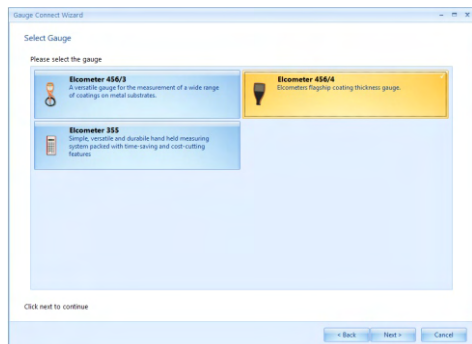 Gauge Connect Wizard
Select Gauge
Please select the gauge
Elcometer 456/3
A versatile gauge for the measurement of a wide range
of coatings on metal substrates.
Elcometer 456/4
Elcometers flagship coating thickness gauge.
Elcometer 355
Simple, versatile and durabile hand held measuring
system packed with time-saving and cost-cutting
features
Click next to continue
< Back
Next >
Cancel